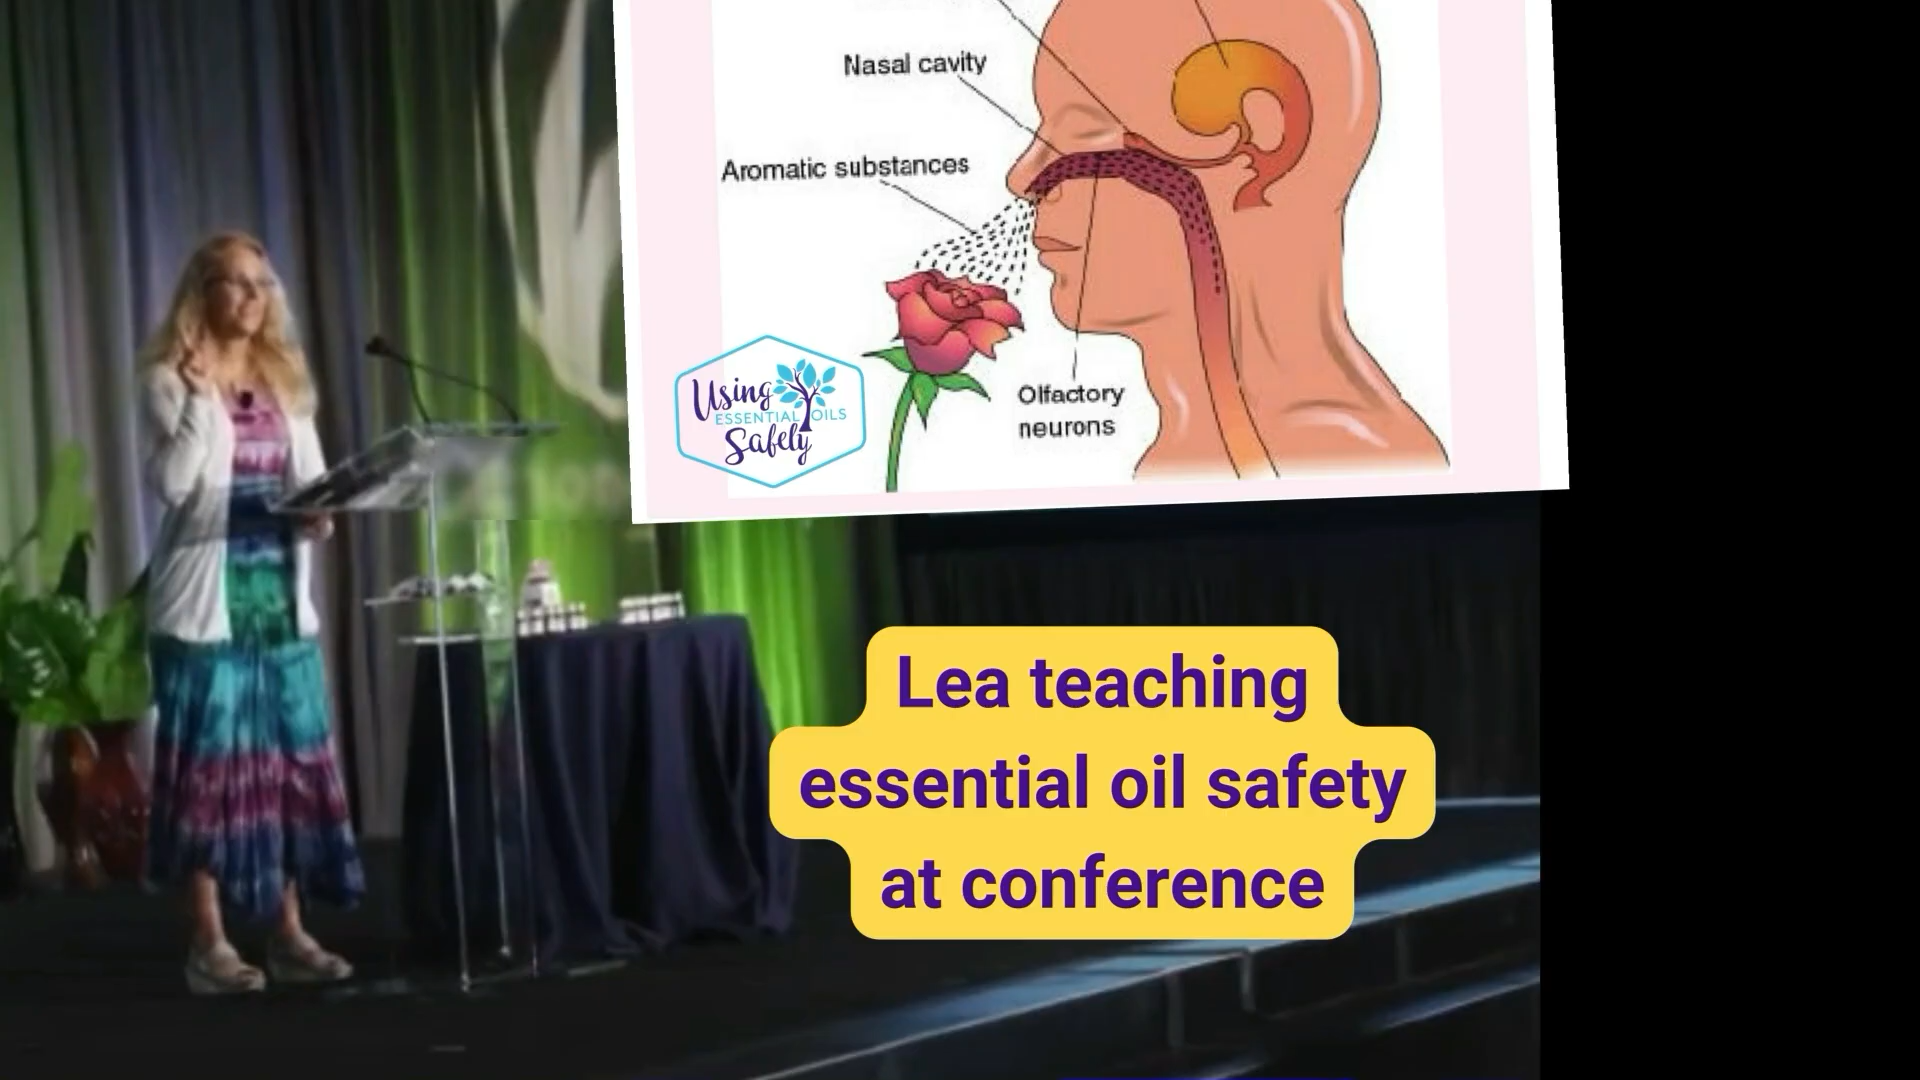 Nasal cavity
Aromatic substances
Using
ESSENTIAL OILS
Safely
Olfactory
neurons
Lea teaching
essential oil safety
at conference